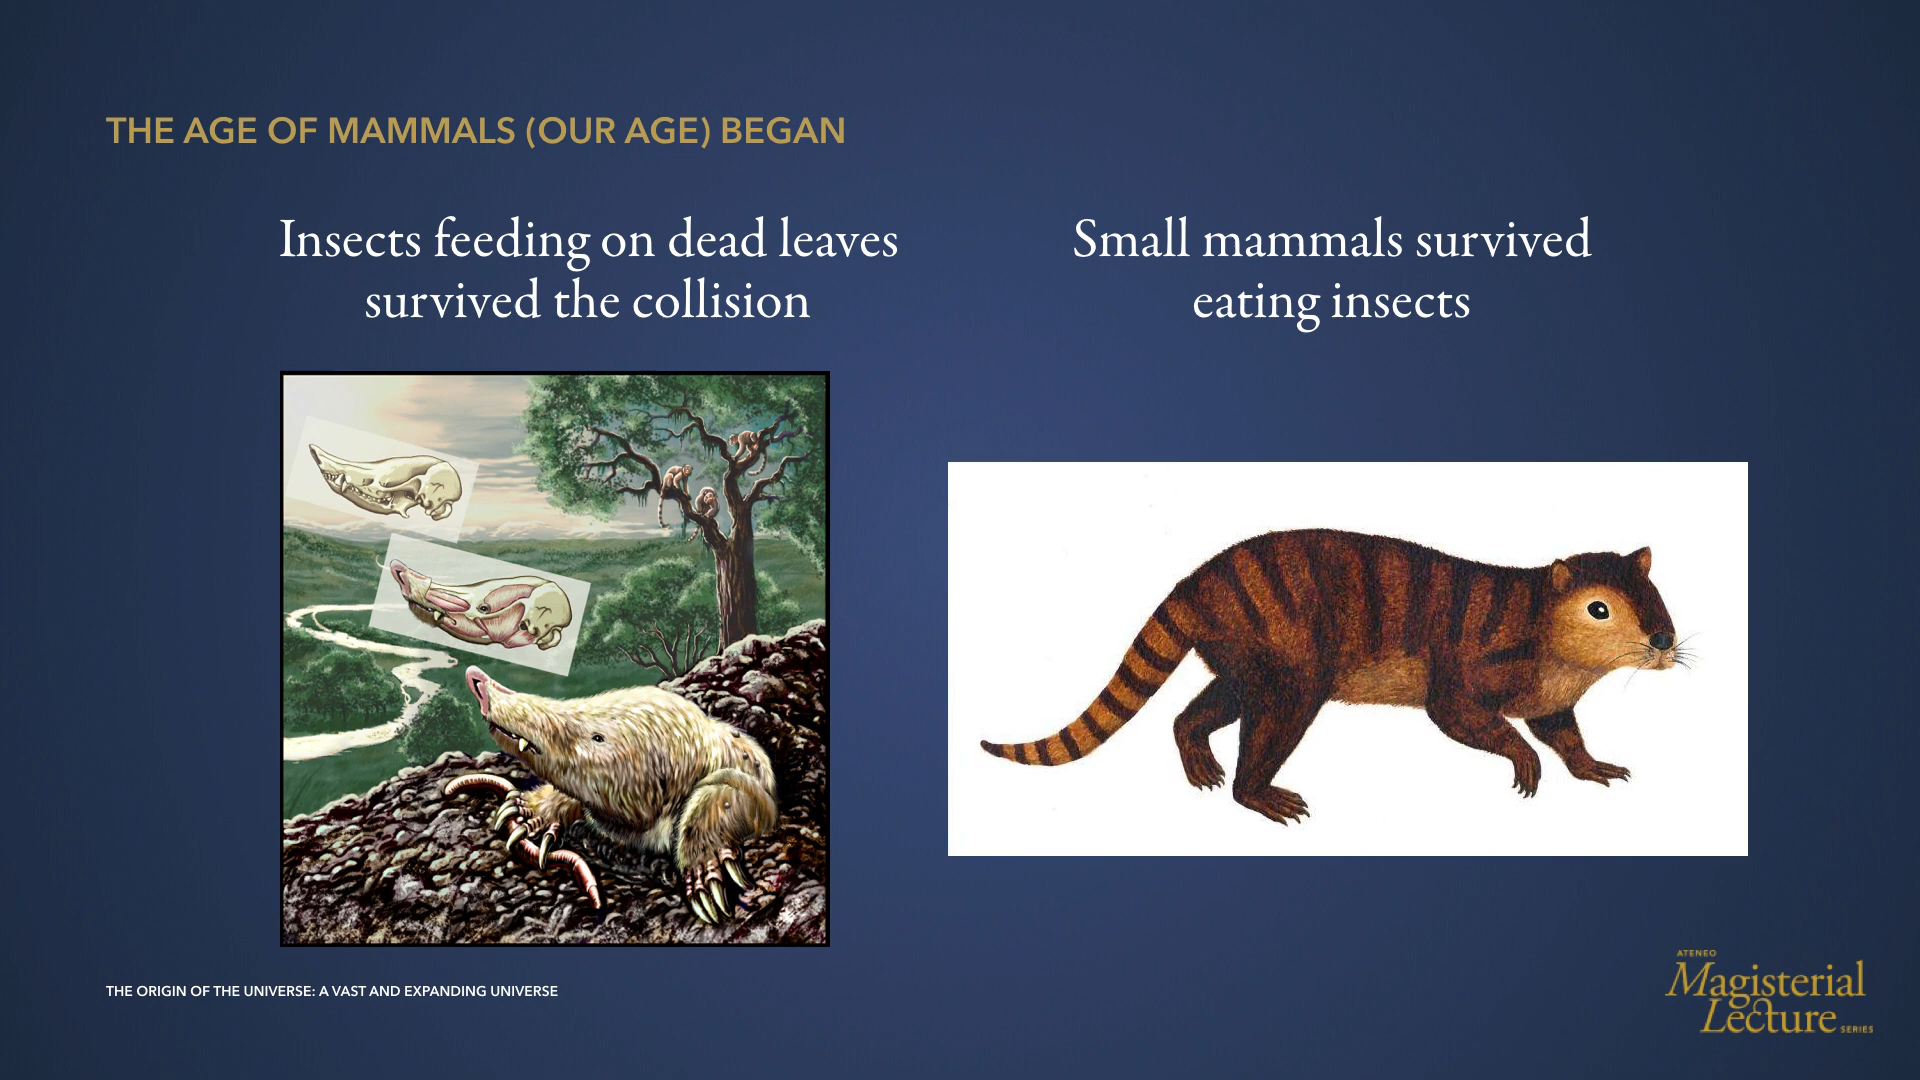 THE AGE OF MAMMALS (OUR AGE) BEGAN
Insects feeding on dead leaves
survived the collision
Small mammals survived
eating insects
THE ORIGIN OF THE UNIVERSE: A VAST AND EXPANDING UNIVERSE
ATENEO
Magisterial
Lecture SERIES